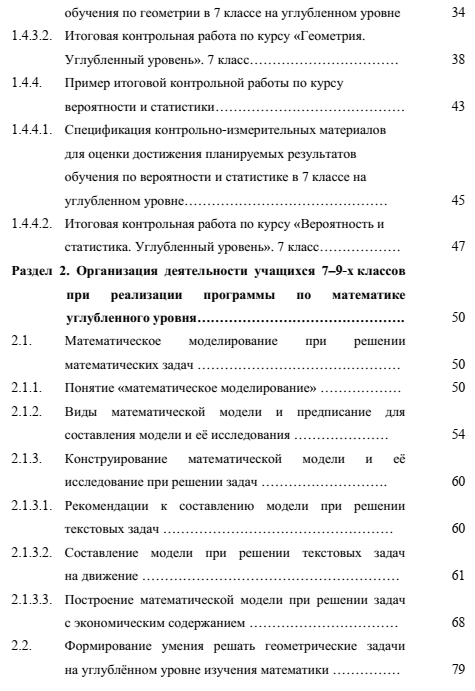 обучения по геометрии в 7 классе на углубленном уровне 34
1.4.3.2. Итоговая контрольная работа по курсу «Геометрия.
Углубленный уровень». 7 класс…………………………… 38
1.4.4. Пример итоговой контрольной работы по курсу
вероятности и статистики…………………………………… 43
1.4.4.1. Спецификация контрольно-измерительных материалов
для оценки достижения планируемых результатов
обучения по вероятности и статистике в 7 классе на
углубленном уровне………………………………………… 45
1.4.4.2. Итоговая контрольная работа по курсу «Вероятность и
статистика. Углубленный уровень». 7 класс……………… 47
Раздел 2. Организация деятельности учащихся 7–9-х классов
при реализации программы по математике
углубленного уровня………………………………………. 50
2.1. Математическое моделирование при решении
математических задач ……………………………………… 50
2.1.1. Понятие «математическое моделирование» ……………… 50
2.1.2. Виды математической модели и предписание для
составления модели и её исследования ………………… 54
2.1.3. Конструирование математической модели и её
исследование при решении задач ………………………. 60
2.1.3.1. Рекомендации к составлению модели при решении
текстовых задач …………………………………………… 60
2.1.3.2. Составление модели при решении текстовых задач
на движение ………………………………………………… 61
2.1.3.3. Построение математической модели при решении задач
с экономическим содержанием …………………………… 68
2.2. Формирование умения решать геометрические задачи
на углублённом уровне изучения математики …………… 79